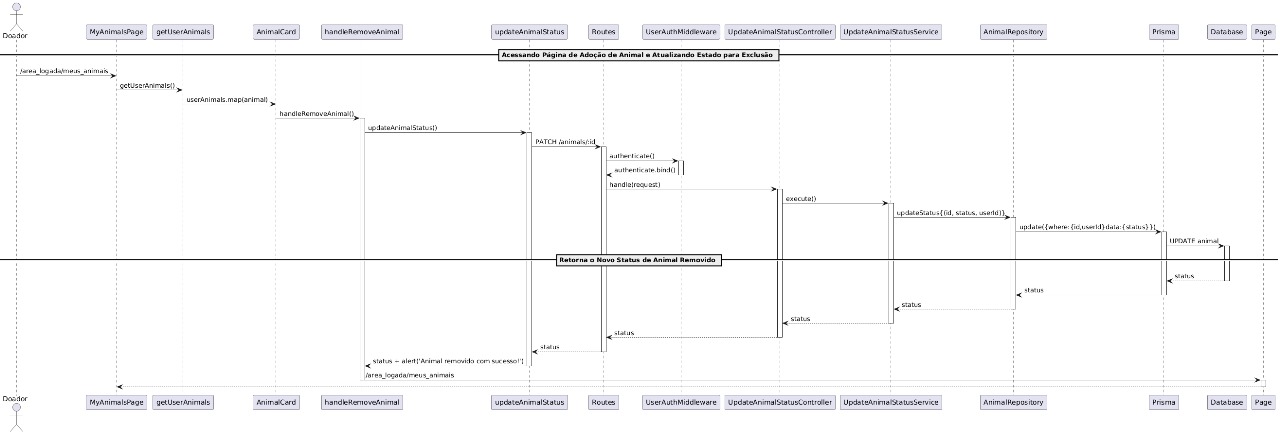 Doador
MyAnimalsPage getUserAnimals AnimalCard handleRemoveAnimal updateAnimalStatus Routes UserAuthMiddleware UpdateAnimalStatusController UpdateAnimalStatusService AnimalRepository Prisma Database Page
Acessando Página de Adoção de Animal e Atualizando Estado para Exclusão
/area_logada/meus_animais
getUserAnimals()
userAnimals.map(animal)
handleRemoveAnimal()
updateAnimalStatus()
PATCH /animals/:id
authenticate()
authenticate.bind()
handle(request)
execute()
updateStatus({id, status, userId})
update({where:{id,userId}data:{status}})
UPDATE animal
Retorna o Novo Status de Animal Removido
status
status
status
status
status
status
status - alert('Animal removido com sucesso!')
/area_logada/meus_animais
Doador
MyAnimalsPage getUserAnimals AnimalCard handleRemoveAnimal updateAnimalStatus Routes UserAuthMiddleware UpdateAnimalStatusController UpdateAnimalStatusService AnimalRepository Prisma Database Page